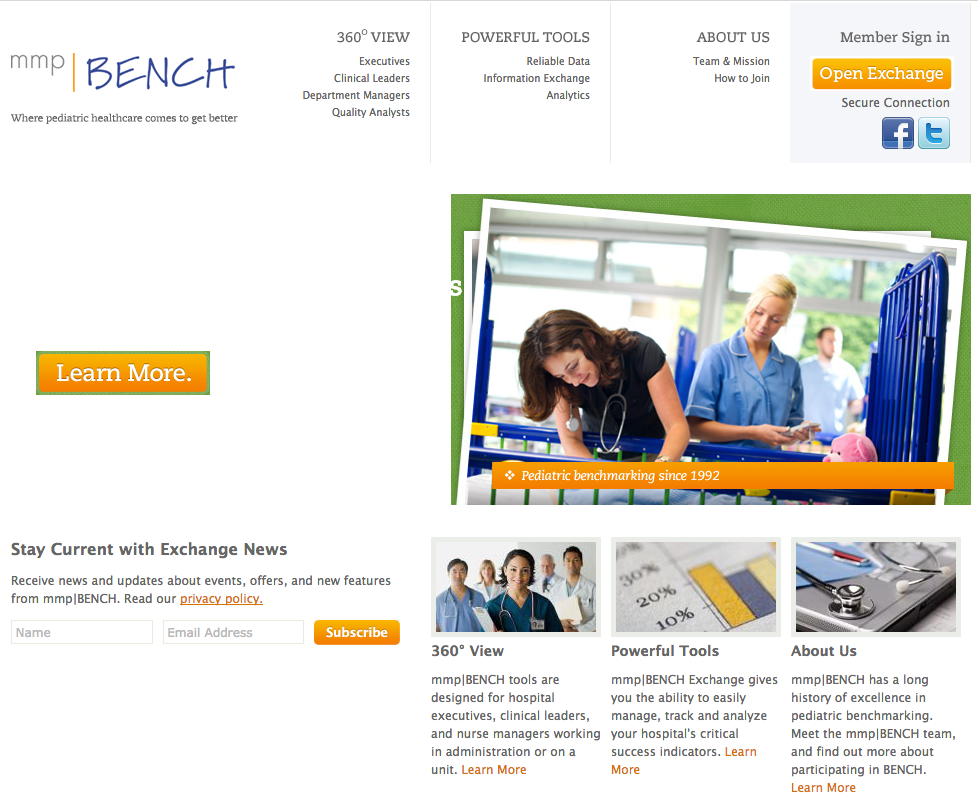 mmp | BENCH
Where pediatric healthcare comes to get better
360° VIEW
Executives
Clinical Leaders
Department Managers
Quality Analysts
POWERFUL TOOLS
Reliable Data
Information Exchange
Analytics
ABOUT US
Team & Mission
How to Join
Member Sign in
Open Exchange
Secure Connection
f
t
s
Learn More.
❖ Pediatric benchmarking since 1992
Stay Current with Exchange News
Receive news and updates about events, offers, and new features
from mmp|BENCH. Read our privacy policy.
Name
Email Address
Subscribe
30%
20%
10%
360° View
mmp|BENCH tools are
designed for hospital
executives, clinical leaders,
and nurse managers working
in administration or on a
unit. Learn More
Powerful Tools
mmp|BENCH Exchange gives
you the ability to easily
manage, track and analyze
your hospital's critical
success indicators. Learn
More
About Us
mmp|BENCH has a long
history of excellence in
pediatric benchmarking.
Meet the mmp|BENCH team,
and find out more about
participating in BENCH.
Learn More